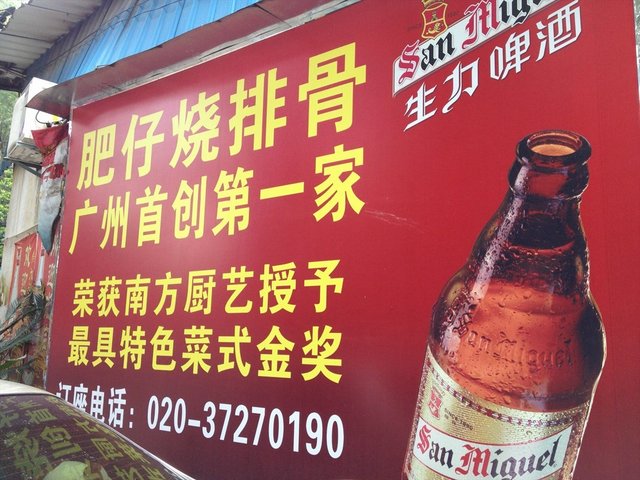 San Miguel
生力啤酒
肥仔烧排骨
广州首创第一家
荣获南方厨艺授予
最具特色菜式金奖
订座电话：020-37270190
San Miguel
San Miguel